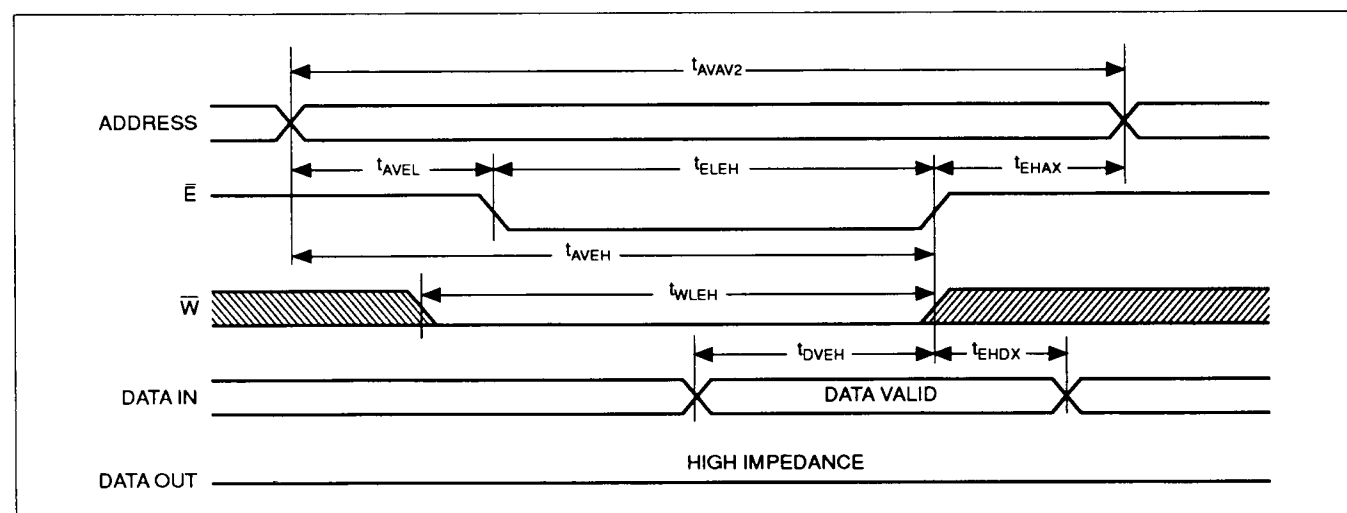 tAVAV2
ADDRESS
tAVEL
tELEH
tEHAX
E̅
tAVEH
W̅
tWLEH
tDVEH
tEHDX
DATA IN
DATA VALID
HIGH IMPEDANCE
DATA OUT